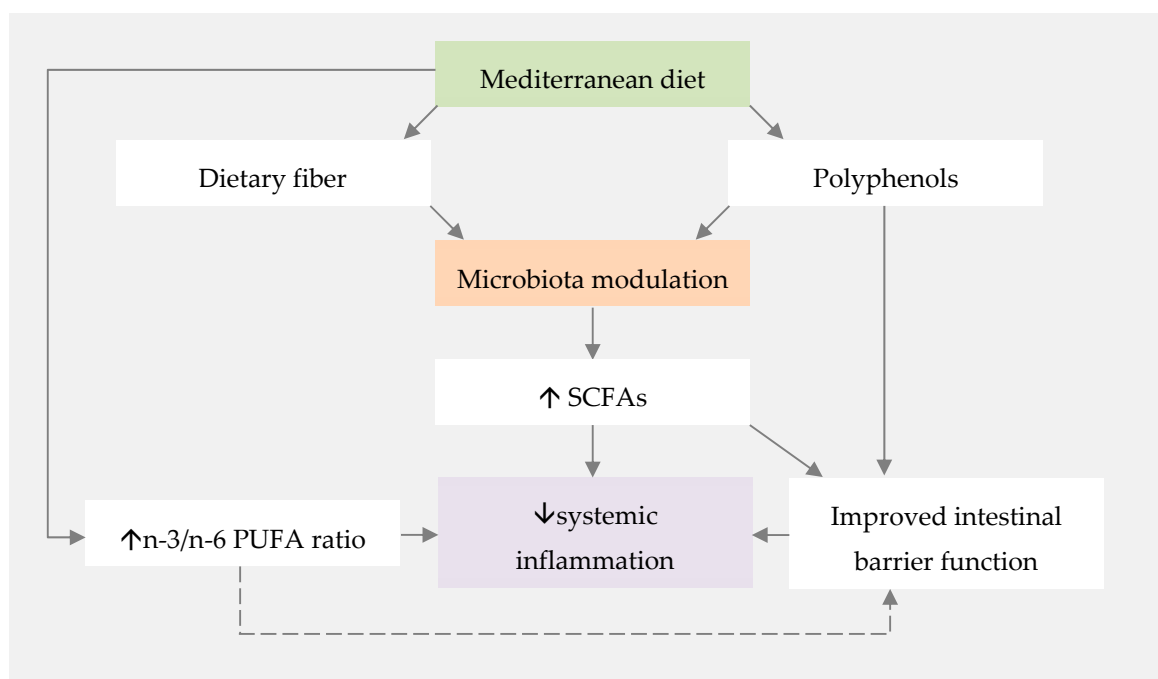 Mediterranean diet
Dietary fiber
Polyphenols
Microbiota modulation
↑ SCFAs
↑n-3/n-6 PUFA ratio
↓systemic
inflammation
Improved intestinal
barrier function